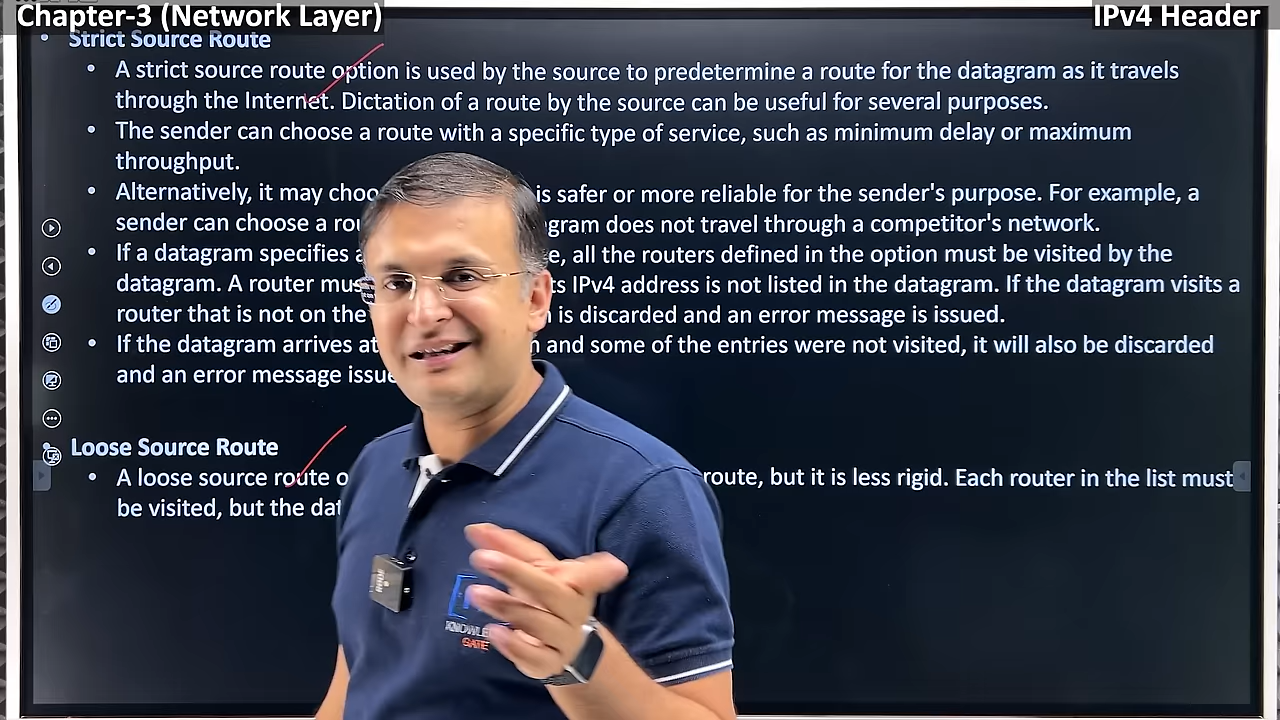 Chapter-3 (Network Layer)
IPv4 Header
Strict Source Route
A strict source route option is used by the source to predetermine a route for the datagram as it travels
through the Internet. Dictation of a route by the source can be useful for several purposes.
The sender can choose a route with a specific type of service, such as minimum delay or maximum
throughput.
Alternatively, it may is safer or more reliable for the sender's purpose. For example, a
sender can choose a does not travel through a competitor's network.
If a datagram specifies all the routers defined in the option must be visited by the
datagram. A router IPv4 address is not listed in the datagram. If the datagram visits a
router that is not on the is discarded and an error message is issued.
If the datagram arrives and some of the entries were not visited, it will also be discarded
and an error message
Loose Source Route
A loose source route route, but it is less rigid. Each router in the list must
be visited, but the
GATE